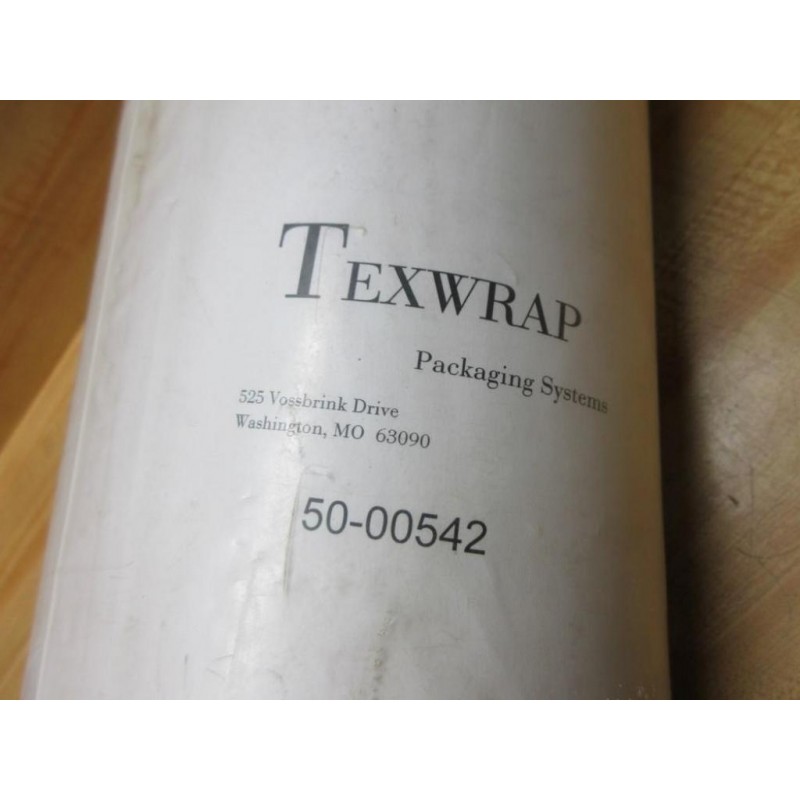 TEXWRAP
Packaging Systems
525 Vossbrink Drive
Washington, MO 63090
50-00542